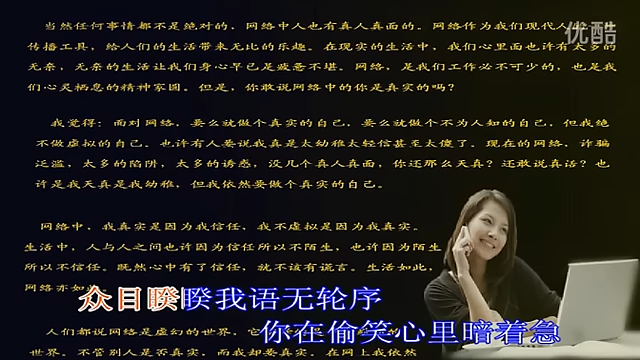 当然任何事情都不是绝对的，网络中人也有真人真面的。网络作为我们现代人
优酷
传播工具，给人们的生活带来无比的乐趣。在现实的生活中，我们心里面也许有太多的
无奈，无奈的生活让我们身心早已是疲惫不堪。网络，是我们工作必不可少的，也是我
们心灵栖息的精神家园。但是，你敢说网络中的你是真实的吗？
我觉得：面对网络，要么就做个真实的自己，要么就做个不为人知的自己，但我绝
不做虚拟的自己。也许有人要说我真是太幼稚太轻信甚至太傻了。现在的网络，诈骗
泛滥，太多的陷阱，太多的诱惑，没几个真人真面，你还那么天真？还敢说真话？也
许是我天真是我幼稚，但我依然要做个真实的自己。
网络中，我真实是因为我信任，我不虚拟是因为我真实。
生活中，人与人之间也许因为信任所以不陌生，也许因为陌生
所以不信任。既然心中有了信任，就不该有谎言。生活如此，
网络亦如
众目睽睽我语无轮序
你在偷笑心里暗着急
人们都说网络是虚幻的世界，它
世界。不管别人是否真实，而我却要真实。在网上我依然